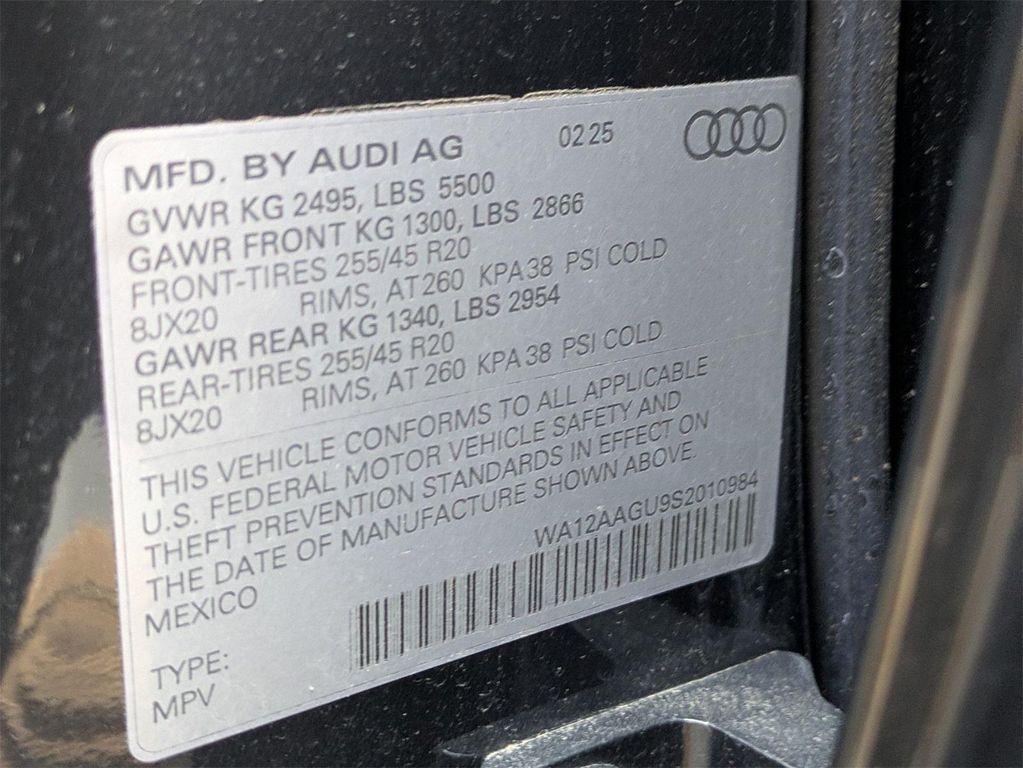 MFD. BY AUDI AG 02 25
GVWR KG 2495, LBS 5500
GAWR FRONT KG 1300, LBS 2866
FRONT-TIRES 255/45 R20
8JX20 RIMS, AT 260 KPA 38 PSI COLD
GAWR REAR KG 1340, LBS 2954
REAR-TIRES 255/45 R20
8JX20 RIMS, AT 260 KPA 38 PSI COLD
THIS VEHICLE CONFORMS TO ALL APPLICABLE
U.S. FEDERAL MOTOR VEHICLE SAFETY AND
THEFT PREVENTION STANDARDS IN EFFECT ON
THE DATE OF MANUFACTURE SHOWN ABOVE.
MEXICO WA12AAGU9S2010984
TYPE:
MPV